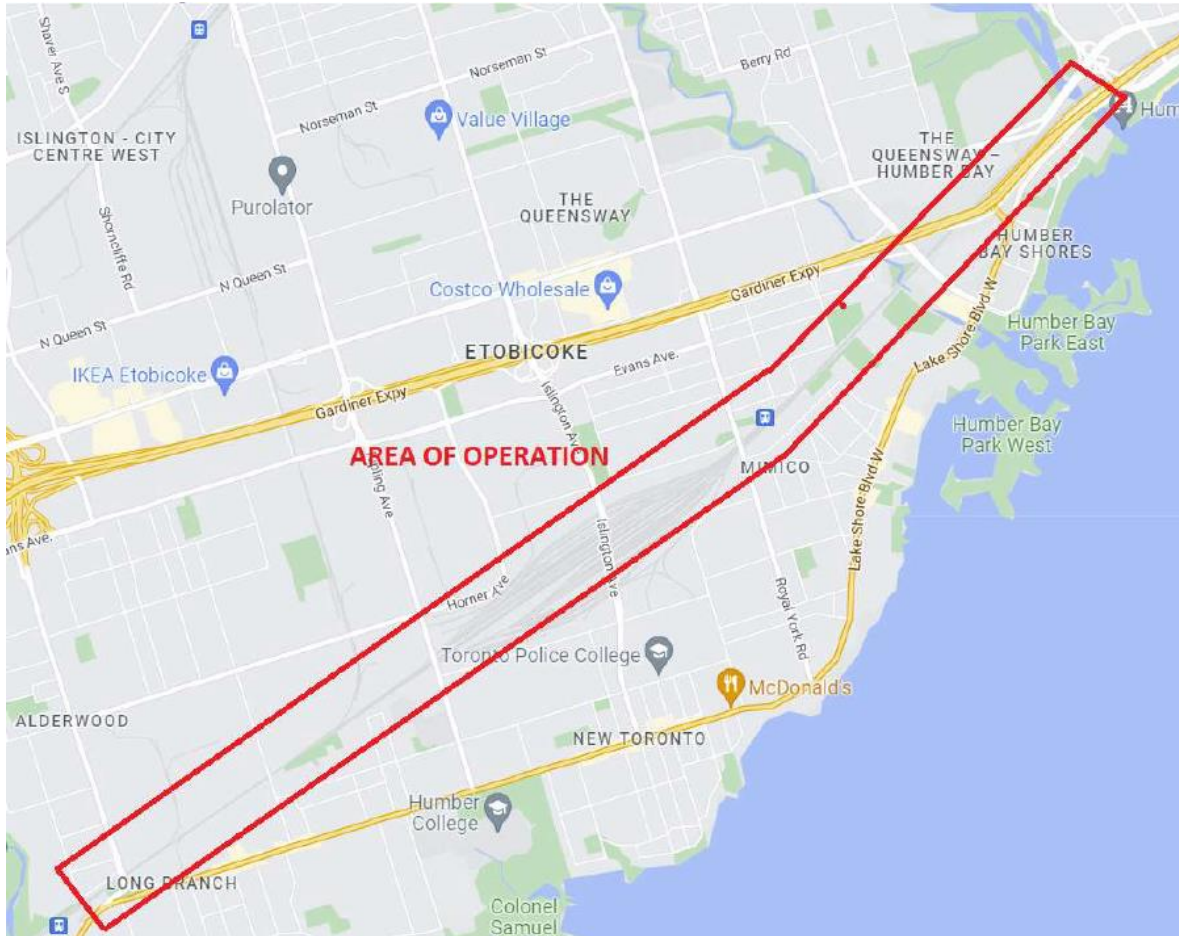 Shaver Ave S
Norseman St
Berry Rd
Norseman St
Value Village
ISLINGTON - CITY
CENTRE WEST
THE
QUEENSWAY –
HUMBER BAY
Hum
Purolator
THE
QUEENSWAY
Shorncliffe Rd
HUMBER
BAY SHORES
N Queen St
Costco Wholesale
Gardiner Expy
N Queen St
Humber Bay
Park East
ETOBICOKE
Lake Shore Blvd W
IKEA Etobicoke
Evans Ave.
Gardiner Expy
Islington Ave
Humber Bay
Park West
AREA OF OPERATION
MIMICO
ling Ave
ans Ave.
Islington Ave
Lake Shore Blvd W
Horner Ave
Royal York Rd
Toronto Police College
McDonald's
ALDERWOOD
NEW TORONTO
Humber
College
LONG BRANCH
Colonel
Samuel